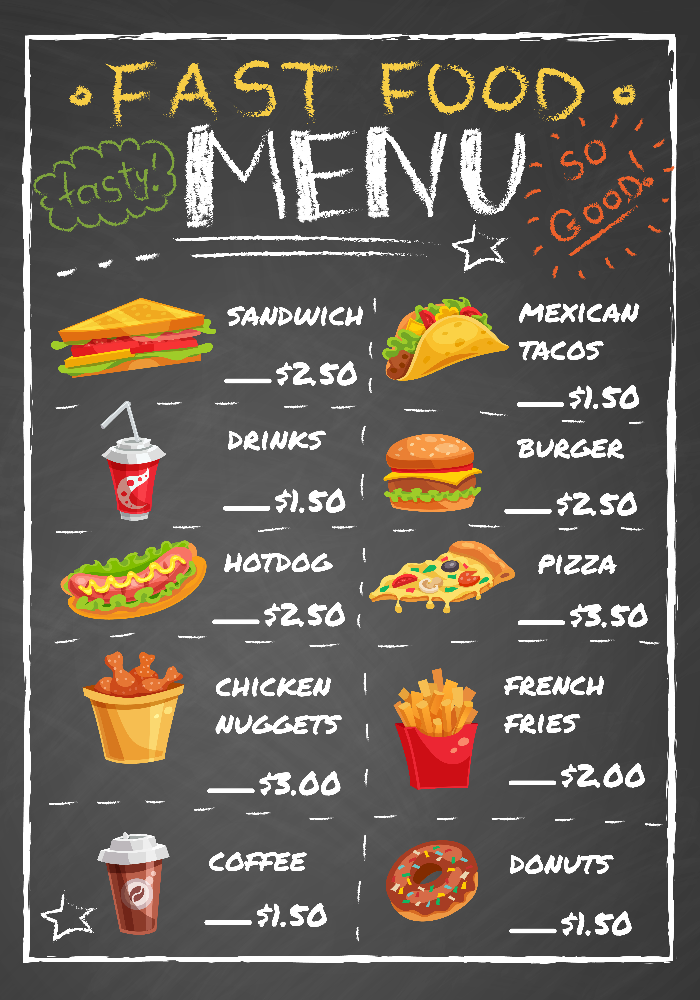 FAST FOOD
MENU
tasty!
SO
GOOD!
SANDWICH
$2.50
MEXICAN
TACOS
$1.50
DRINKS
$1.50
BURGER
$2.50
HOTDOG
$2.50
PIZZA
$3.50
CHICKEN
NUGGETS
$3.00
FRENCH
FRIES
$2.00
COFFEE
$1.50
DONUTS
$1.50